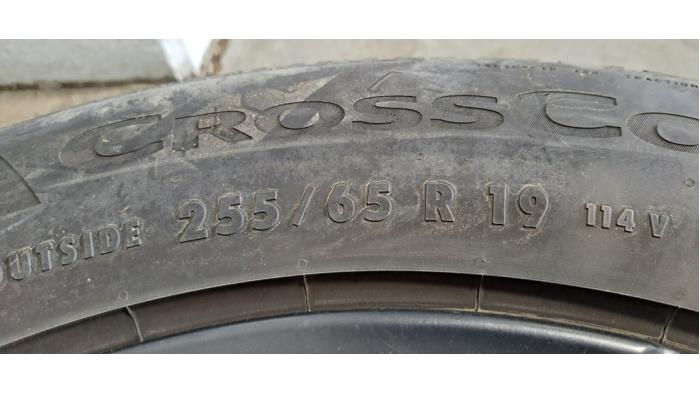 CROSSCO
OUTSIDE 255/65 R 19 114 V